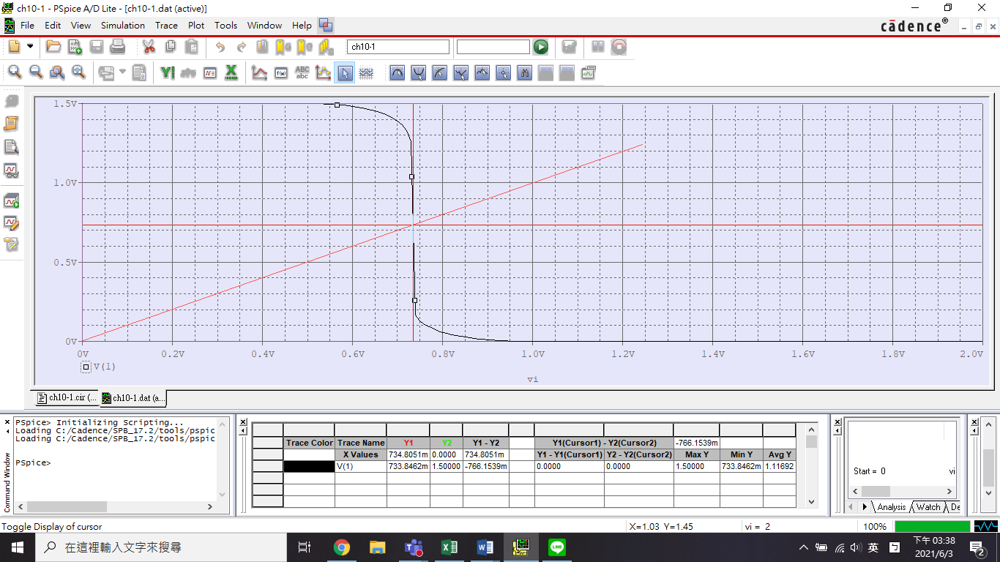 ch10-1 - PSpice A/D Lite - [ch10-1.dat (active)]
File Edit View Simulation Trace Plot Tools Window Help
cādence®
ch10-1
ABC
abc
1.5V
1.0V
0.5V
0V
0V 0.2V 0.4V 0.6V 0.8V 1.0V 1.2V 1.4V 1.6V 1.8V 2.0V
V(1)
vi
ch10-1.cir (... ch10-1.dat (a...
Command Window
PSpice> Initializing Scripting...
Loading C:/Cadence/SPB_17.2/tools/pspic
Loading C:/Cadence/SPB_17.2/tools/pspic
PSpice>
Trace Color Trace Name Y1 Y2 Y1 - Y2 Y1(Cursor1) - Y2(Cursor2) -766.1539m
X Values 734.8051m 0.0000 734.8051m Y1 - Y1(Cursor1) Y2 - Y2(Cursor2) Max Y Min Y Avg Y
V(1) 733.8462m 1.50000 -766.1539m 0.0000 0.0000 1.50000 733.8462m 1.11692
Start = 0 vi
Analysis Watch De
Toggle Display of cursor X=1.03 Y=1.45 vi = 2 100%
在這裡輸入文字來搜尋
英
下午 03:38
2021/6/3
2